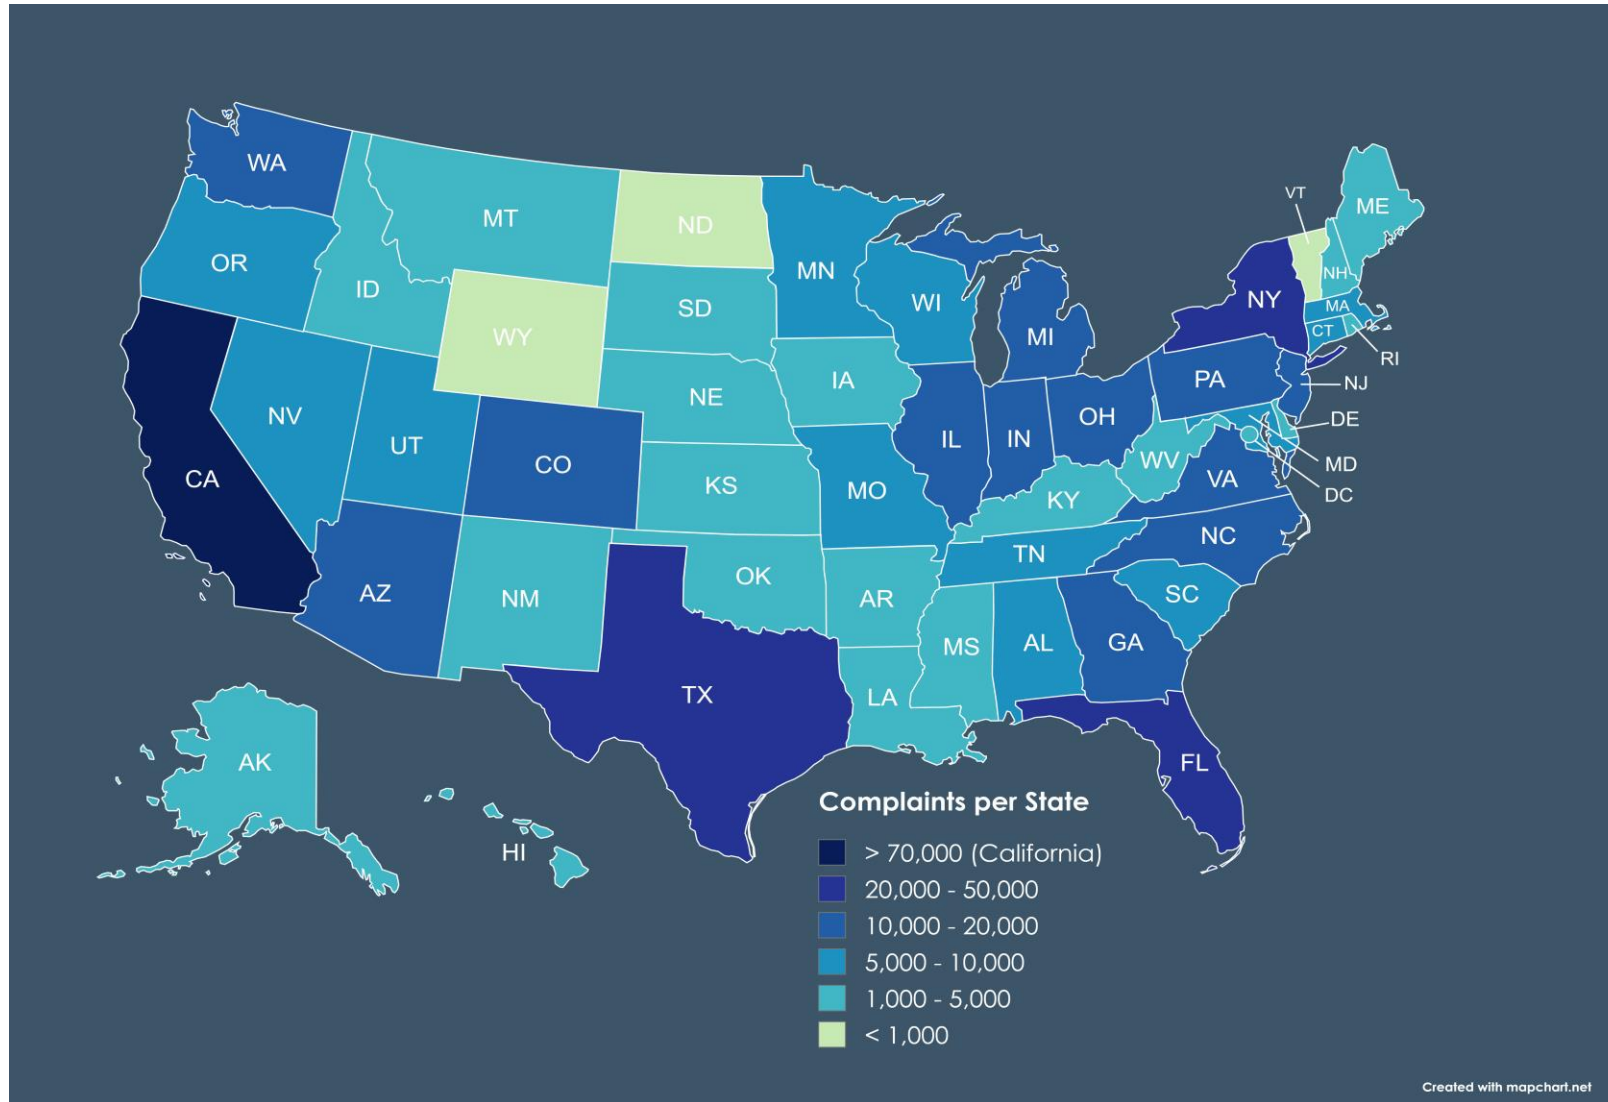 WA
MT
ND
VT
ME
OR
ID
MN
NH
SD
WI
NY
MA
WY
MI
CT
RI
IA
PA
NJ
NE
NV
OH
DE
UT
IL
IN
CO
WV
MD
CA
KS
MO
KY
VA
DC
NC
TN
OK
AZ
NM
AR
SC
MS
AL
GA
TX
LA
AK
FL
HI
Complaints per State
> 70,000 (California)
20,000 - 50,000
10,000 - 20,000
5,000 - 10,000
1,000 - 5,000
< 1,000
Created with mapchart.net